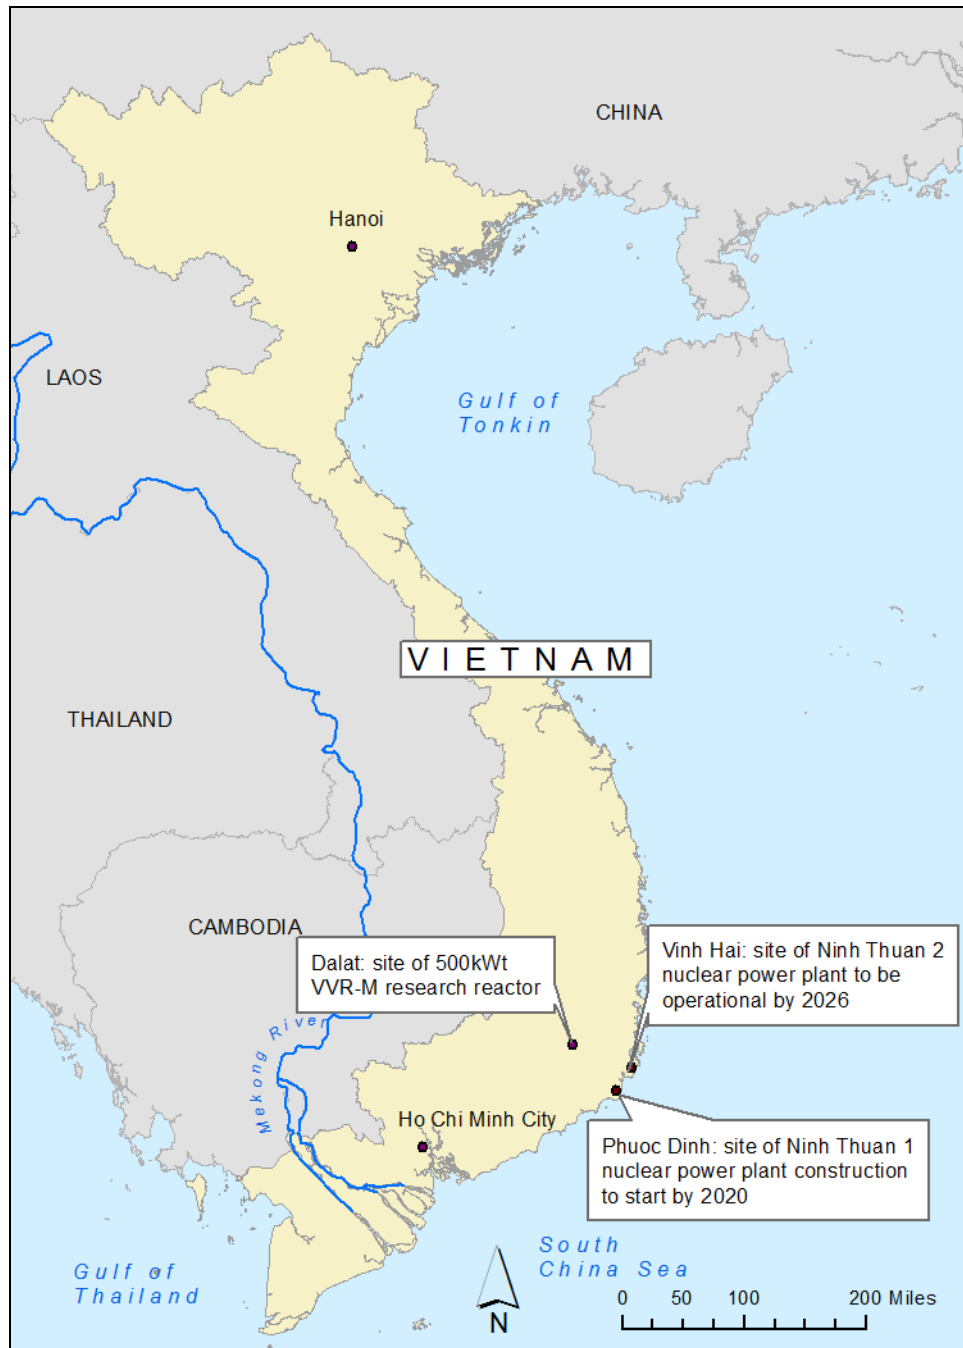 CHINA
Hanoi
LAOS
Gulf of
Tonkin
VIETNAM
THAILAND
CAMBODIA
Dalat: site of 500kWt
VVR-M research reactor
Vinh Hai: site of Ninh Thuan 2
nuclear power plant to be
operational by 2026
Mekong River
Ho Chi Minh City
Phuoc Dinh: site of Ninh Thuan 1
nuclear power plant construction
to start by 2020
South
China Sea
Gulf of
Thailand
N
0 50 100 200 Miles